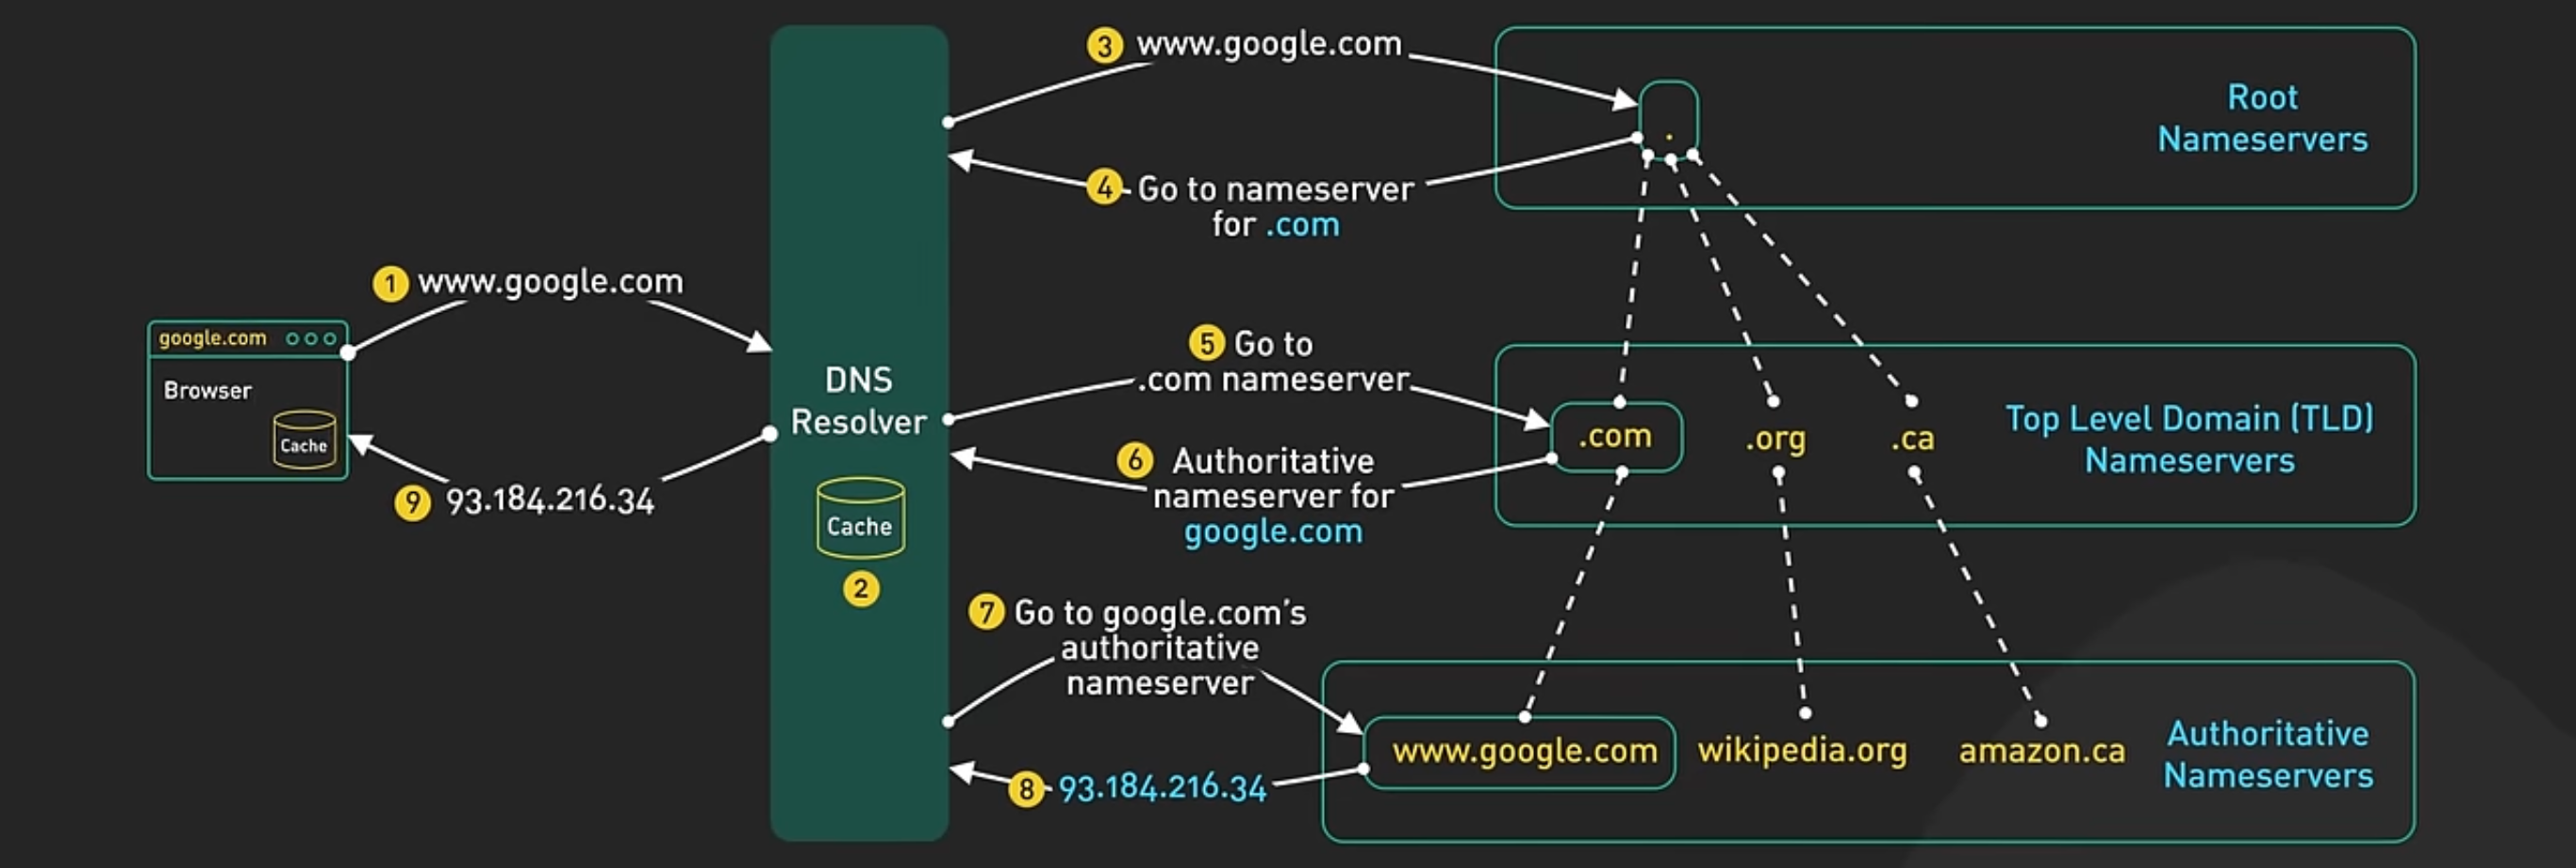 google.com
Browser
Cache
1 www.google.com
9 93.184.216.34
DNS
Resolver
Cache
2
3 www.google.com
4 Go to nameserver
for .com
5 Go to
.com nameserver
6 Authoritative
nameserver for
google.com
7 Go to google.com's
authoritative
nameserver
8 93.184.216.34
.
Root
Nameservers
.com .org .ca
Top Level Domain (TLD)
Nameservers
www.google.com wikipedia.org amazon.ca
Authoritative
Nameservers